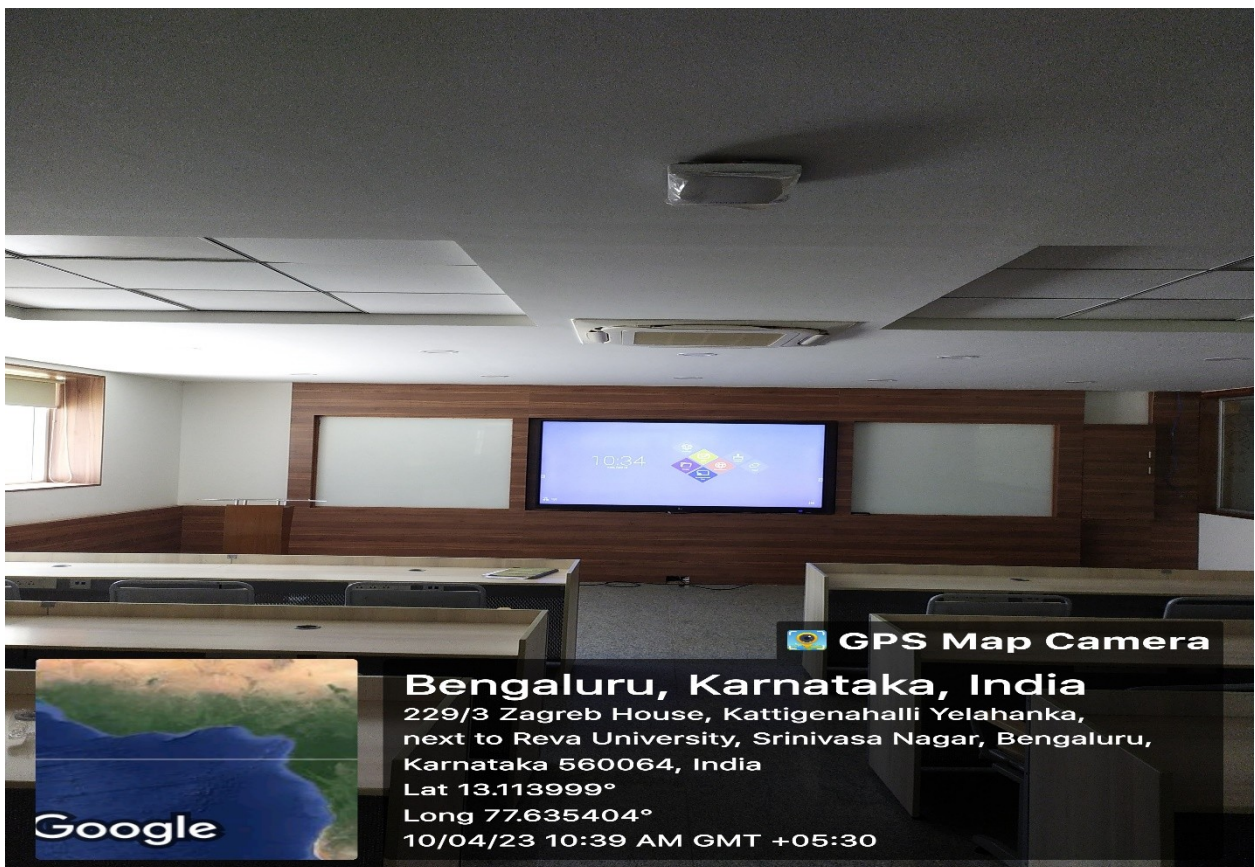 10:34
GPS Map Camera
Bengaluru, Karnataka, India
229/3 Zagreb House, Kattigenahalli Yelahanka,
next to Reva University, Srinivasa Nagar, Bengaluru,
Karnataka 560064, India
Lat 13.113999°
Long 77.635404°
10/04/23 10:39 AM GMT +05:30
Google